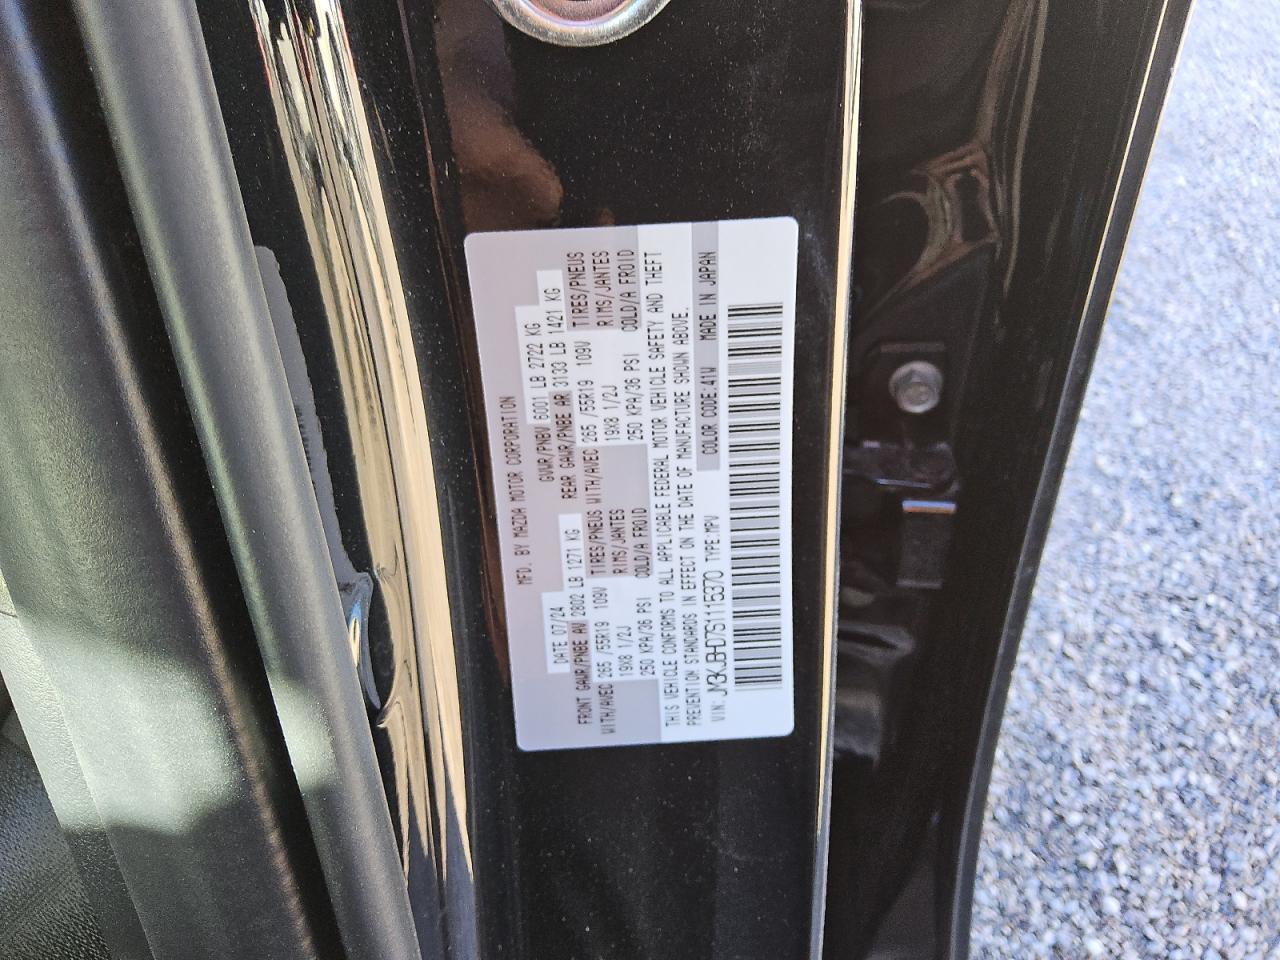 MFD. BY MAZDA MOTOR CORPORATION
DATE 07/24 GVWR/PNBV 6001 LB 2722 KG
FRONT GAWR/PNBE AV 2802 LB 1271 KG REAR GAWR/PNBE AR 3133 LB 1421 KG
WITH/AVEC 265 /55R19 109V TIRES/PNEUS WITH/AVEC 265 /55R19 109V TIRES/PNEUS
19X8 1/2J RIMS/JANTES 19X8 1/2J RIMS/JANTES
250 KPA/36 PSI COLD/A FROID 250 KPA/36 PSI COLD/A FROID
THIS VEHICLE CONFORMS TO ALL APPLICABLE FEDERAL MOTOR VEHICLE SAFETY AND THEFT
PREVENTION STANDARDS IN EFFECT ON THE DATE OF MANUFACTURE SHOWN ABOVE.
VIN: JM3KJBHD7S1115370 TYPE:MPV COLOR CODE:41W MADE IN JAPAN